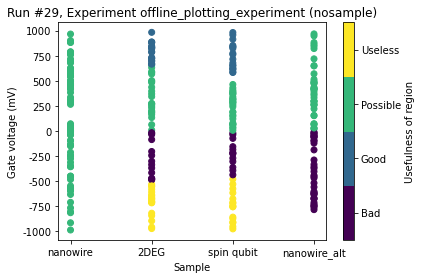 Run #29, Experiment offline_plotting_experiment (nosample)
1000
750
500
250
0
-250
-500
-750
-1000
Gate voltage (mV)
nanowire
2DEG
spin qubit
nanowire_alt
Sample
Useless
Possible
Good
Bad
Usefulness of region